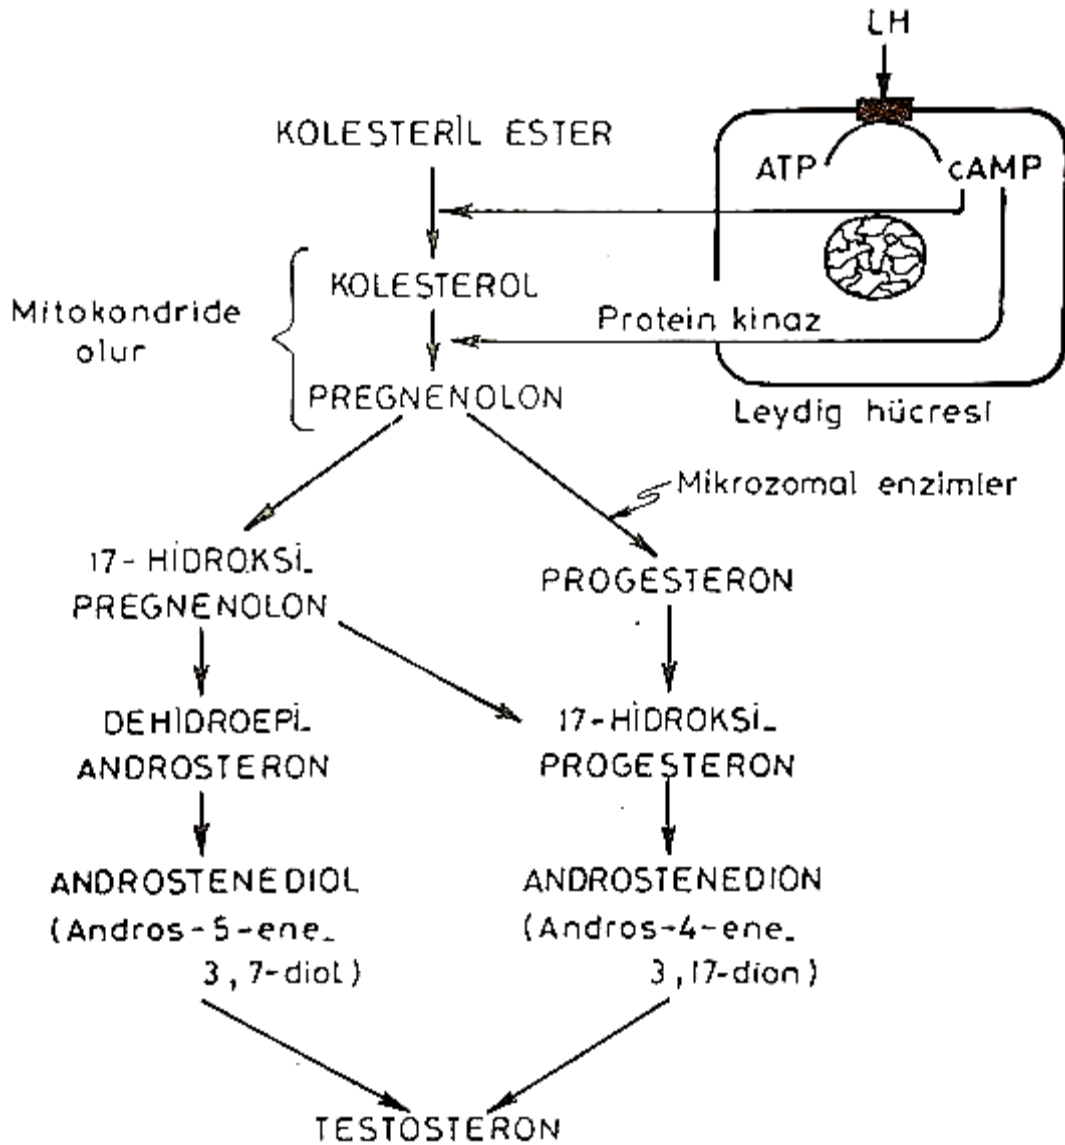 LH
KOLESTERİL ESTER
ATP
cAMP
KOLESTEROL
Mitokondride
olur
Protein kinaz
PREGNENOLON
Leydig hücresi
Mikrozomal enzimler
17-HİDROKSİ-
PREGNENOLON
PROGESTERON
DEHİDROEPİ-
ANDROSTERON
17-HİDROKSİ-
PROGESTERON
ANDROSTENEDIOL
(Andros-5-ene-
3,7-diol)
ANDROSTENEDION
(Andros-4-ene-
3,17-dion)
TESTOSTERON